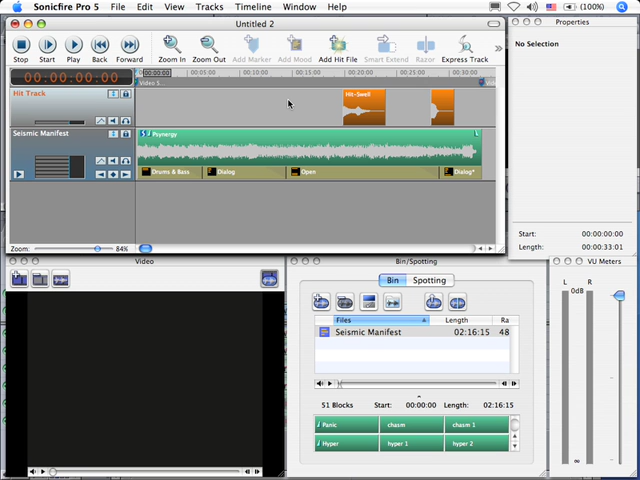 Sonicfire Pro 5 File Edit View Tracks Timeline Window Help (100%)
Untitled 2
Properties
Stop Start Play Back Forward Zoom In Zoom Out Add Marker Add Mood Add Hit File Smart Extend Razor Express Track
No Selection
00:00:00:00
00:00:00 00:05:00 00:10:00 00:15:00 00:20:00 00:25:00 00:30:00
Video S...
Hit Track
Hit-Swell
Seismic Manifest
Psynergy
L
Drums & Bass Dialog Open Dialog*
Start: 00:00:00:00
Length: 00:00:33:01
Zoom: 84%
Video
Bin/Spotting
VU Meters
Bin Spotting
L R
0dB
Files Length Ra
Seismic Manifest 02:16:15 48
51 Blocks Start: 00:00:00 Length: 02:16:15
Panic chasm chasm 1
Hyper hyper 1 hyper 2
∞